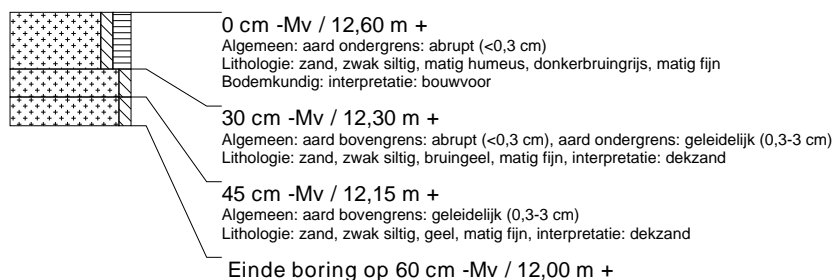 0 cm -Mv / 12,60 m +
Algemeen: aard ondergrens: abrupt (<0,3 cm)
Lithologie: zand, zwak siltig, matig humeus, donkerbruingrijs, matig fijn
Bodemkundig: interpretatie: bouwvoor
30 cm -Mv / 12,30 m +
Algemeen: aard bovengrens: abrupt (<0,3 cm), aard ondergrens: geleidelijk (0,3-3 cm)
Lithologie: zand, zwak siltig, bruingeel, matig fijn, interpretatie: dekzand
45 cm -Mv / 12,15 m +
Algemeen: aard bovengrens: geleidelijk (0,3-3 cm)
Lithologie: zand, zwak siltig, geel, matig fijn, interpretatie: dekzand
Einde boring op 60 cm -Mv / 12,00 m +